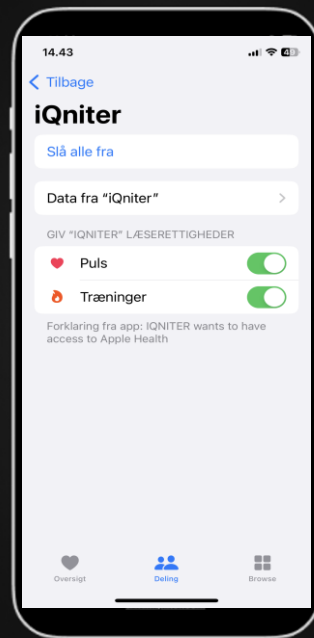 14.43
Tilbage
iQniter
Slå alle fra
Data fra "iQniter"
GIV "IQNITER" LÆSERETTIGHEDER
Puls
Træninger
Forklaring fra app: IQNITER wants to have
access to Apple Health
Oversigt
Deling
Browse